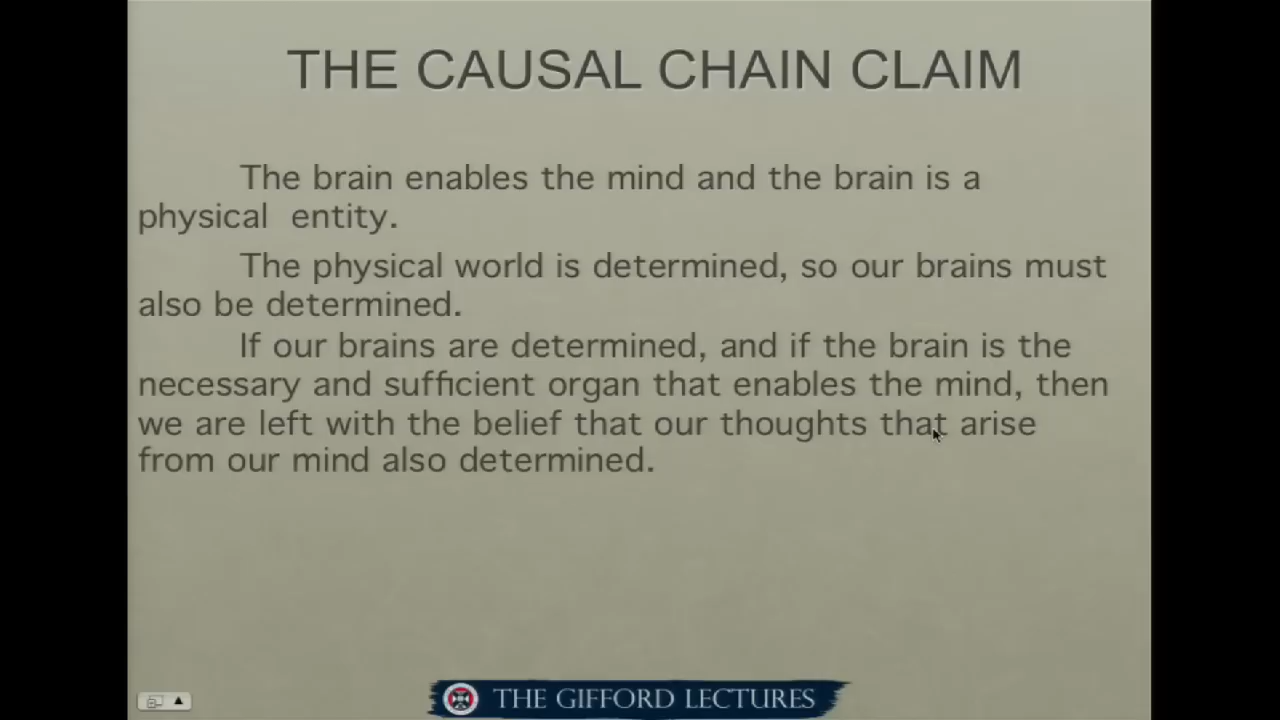 THE CAUSAL CHAIN CLAIM
The brain enables the mind and the brain is a
physical entity.
The physical world is determined, so our brains must
also be determined.
If our brains are determined, and if the brain is the
necessary and sufficient organ that enables the mind, then
we are left with the belief that our thoughts that arise
from our mind also determined.
THE GIFFORD LECTURES